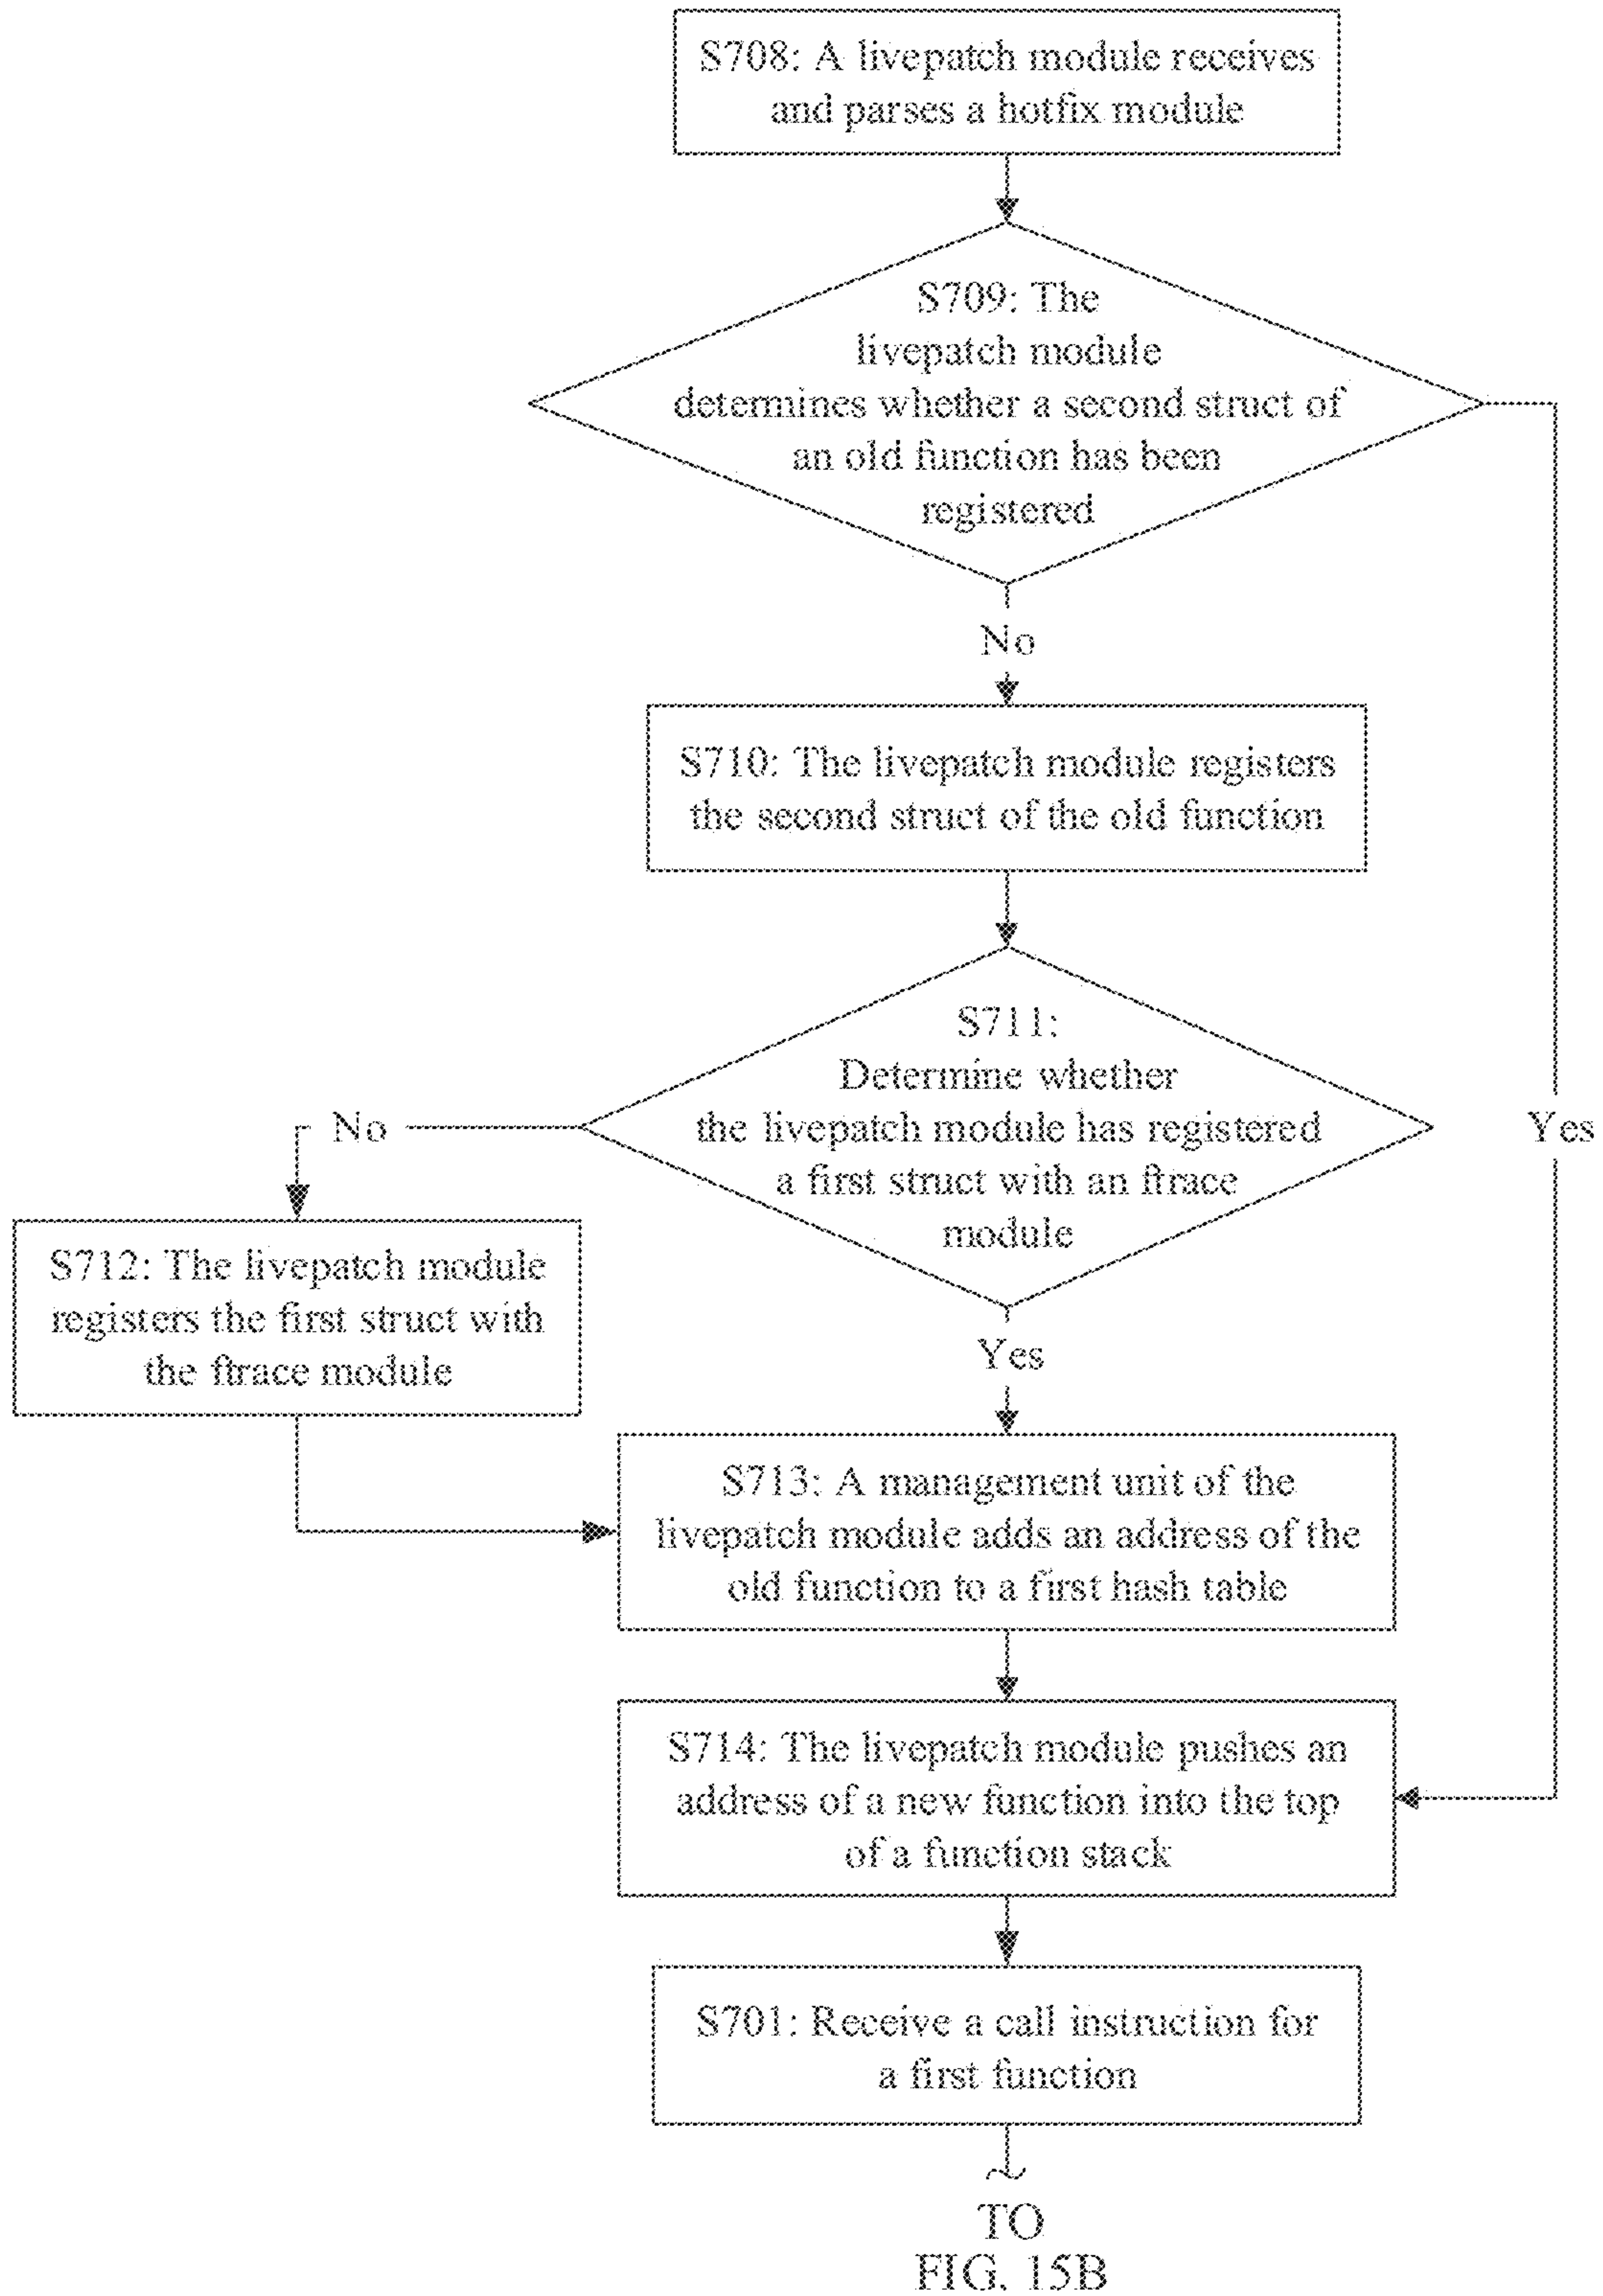 S708: A livepatch module receives
and parses a hotfix module
S709: The
livepatch module
determines whether a second struct of
an old function has been
registered
No
S710: The livepatch module registers
the second struct of the old function
S711:
Determine whether
the livepatch module has registered
a first struct with an ftrace
module
No
Yes
Yes
S712: The livepatch module
registers the first struct with
the ftrace module
S713: A management unit of the
livepatch module adds an address of the
old function to a first hash table
S714: The livepatch module pushes an
address of a new function into the top
of a function stack
S701: Receive a call instruction for
a first function
TO
FIG. 15B